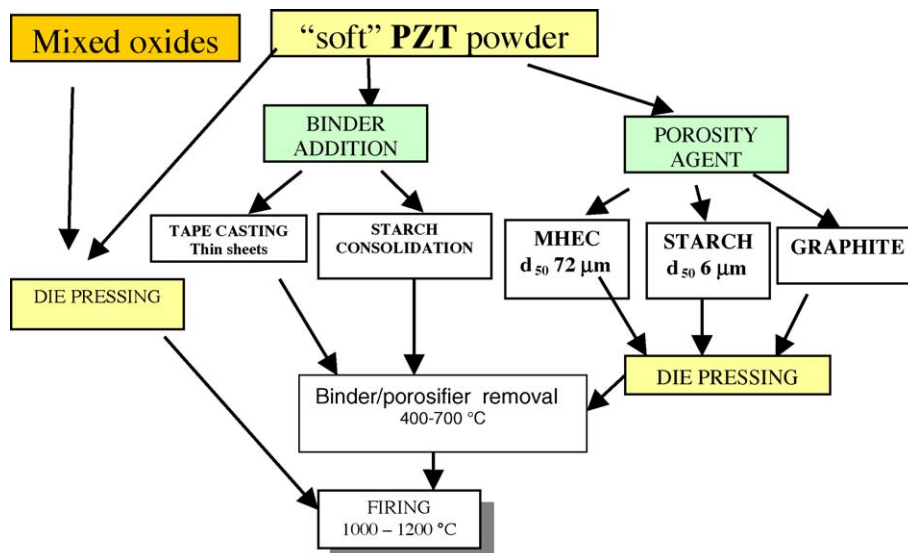 Mixed oxides
“soft” PZT powder
BINDER
ADDITION
POROSITY
AGENT
TAPE CASTING
Thin sheets
STARCH
CONSOLIDATION
MHEC
d 50 72 μm
STARCH
d 50 6 μm
GRAPHITE
DIE PRESSING
DIE PRESSING
Binder/porosifier removal
400-700 °C
FIRING
1000 – 1200 °C